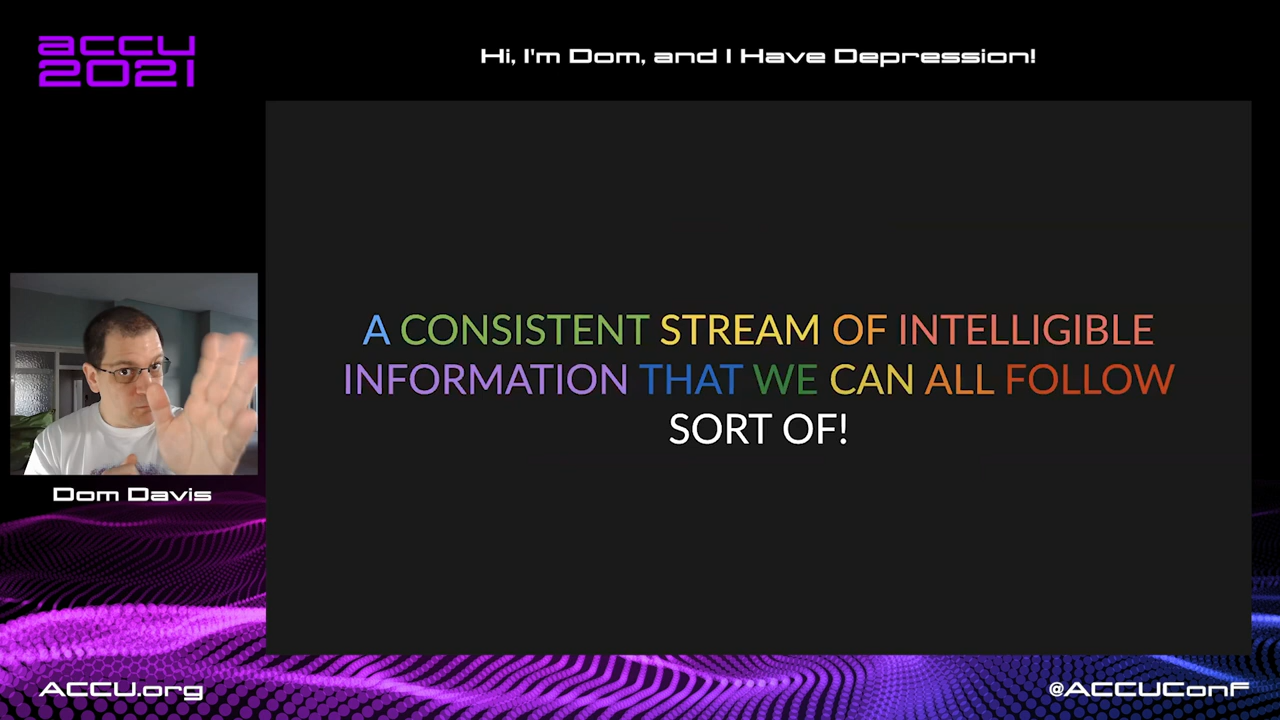 accu
2021
Hi, I'm Dom, and I Have Depression!
A CONSISTENT STREAM OF INTELLIGIBLE
INFORMATION THAT WE CAN ALL FOLLOW
SORT OF!
Dom Davis
ACCU.org
@ACCUConf